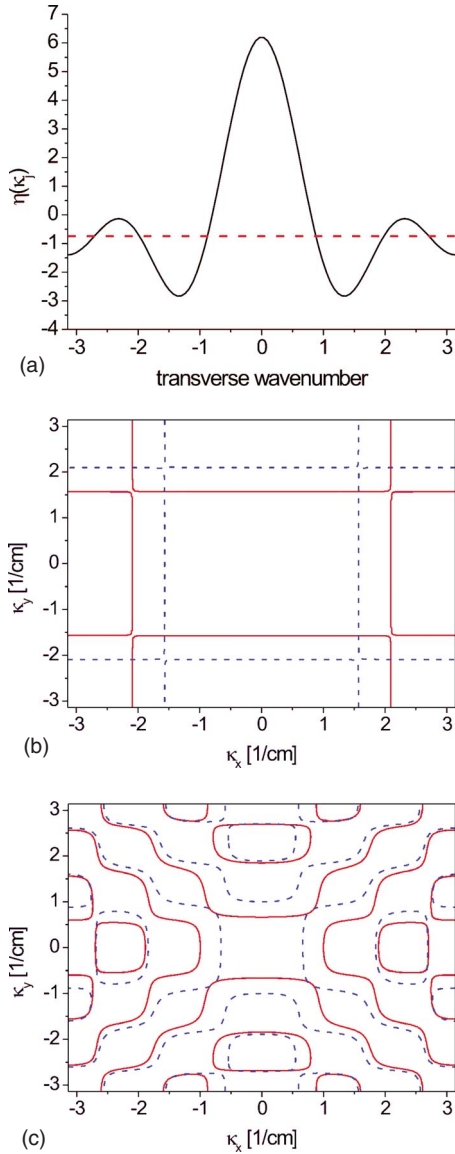 7
6
5
4
3
2
1
0
-1
-2
-3
-4
η(κⱼ)
-3 -2 -1 0 1 2 3
(a)
transverse wavenumber
3
2
1
0
-1
-2
-3
κy [1/cm]
-3 -2 -1 0 1 2 3
(b)
κx [1/cm]
3
2
1
0
-1
-2
-3
κy [1/cm]
-3 -2 -1 0 1 2 3
(c)
κx [1/cm]